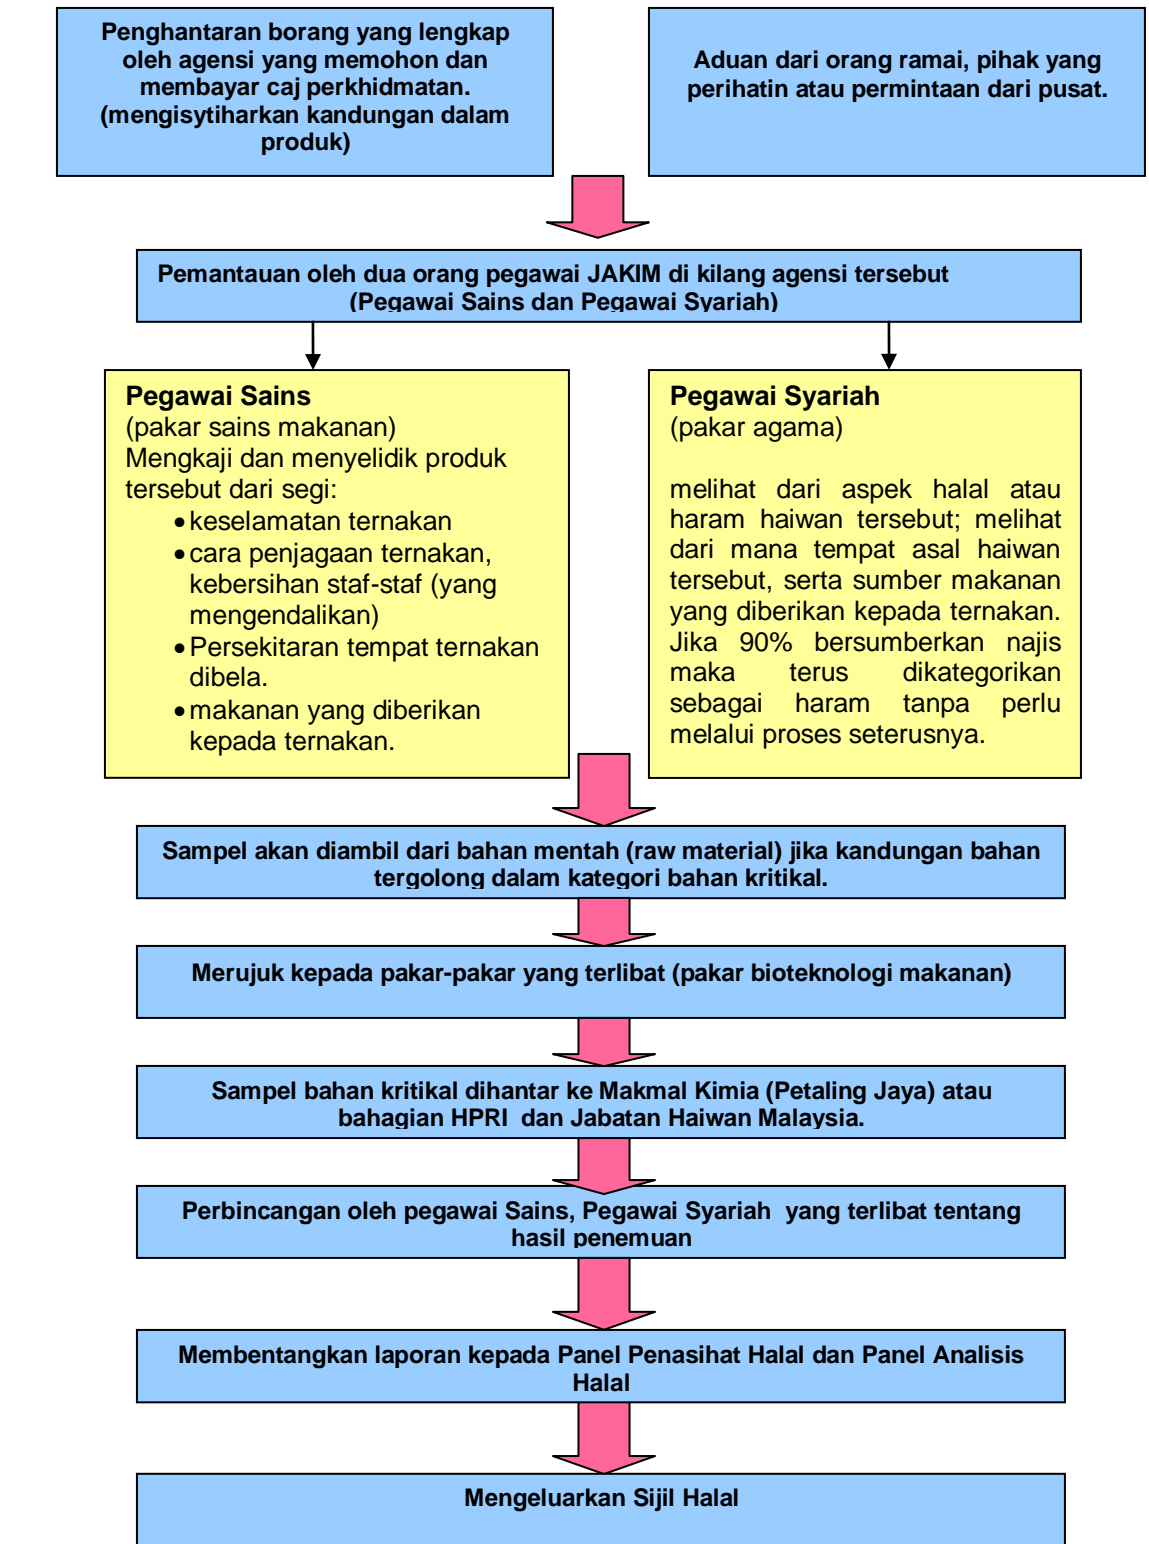 Penghantaran borang yang lengkap
oleh agensi yang memohon dan
membayar caj perkhidmatan.
(mengisytiharkan kandungan dalam
produk)
Aduan dari orang ramai, pihak yang
perihatin atau permintaan dari pusat.
Pemantauan oleh dua orang pegawai JAKIM di kilang agensi tersebut
(Pegawai Sains dan Pegawai Syariah)
Pegawai Sains
(pakar sains makanan)
Mengkaji dan menyelidik produk
tersebut dari segi:
• keselamatan ternakan
• cara penjagaan ternakan,
kebersihan staf-staf (yang
mengendalikan)
• Persekitaran tempat ternakan
dibela.
• makanan yang diberikan
kepada ternakan.
Pegawai Syariah
(pakar agama)
melihat dari aspek halal atau
haram haiwan tersebut; melihat
dari mana tempat asal haiwan
tersebut, serta sumber makanan
yang diberikan kepada ternakan.
Jika 90% bersumberkan najis
maka terus dikategorikan
sebagai haram tanpa perlu
melalui proses seterusnya.
Sampel akan diambil dari bahan mentah (raw material) jika kandungan bahan
tergolong dalam kategori bahan kritikal.
Merujuk kepada pakar-pakar yang terlibat (pakar bioteknologi makanan)
Sampel bahan kritikal dihantar ke Makmal Kimia (Petaling Jaya) atau
bahagian HPRI dan Jabatan Haiwan Malaysia.
Perbincangan oleh pegawai Sains, Pegawai Syariah yang terlibat tentang
hasil penemuan
Membentangkan laporan kepada Panel Penasihat Halal dan Panel Analisis
Halal
Mengeluarkan Sijil Halal